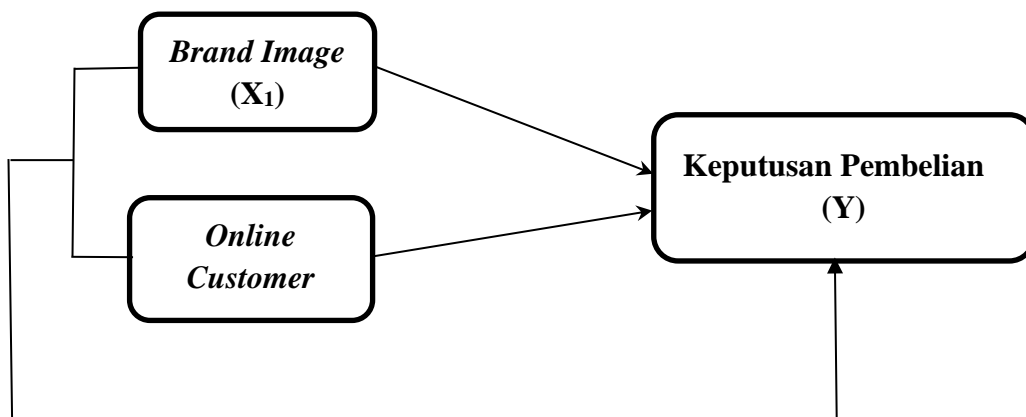 Brand Image
(X₁)
Keputusan Pembelian
(Y)
Online
Customer